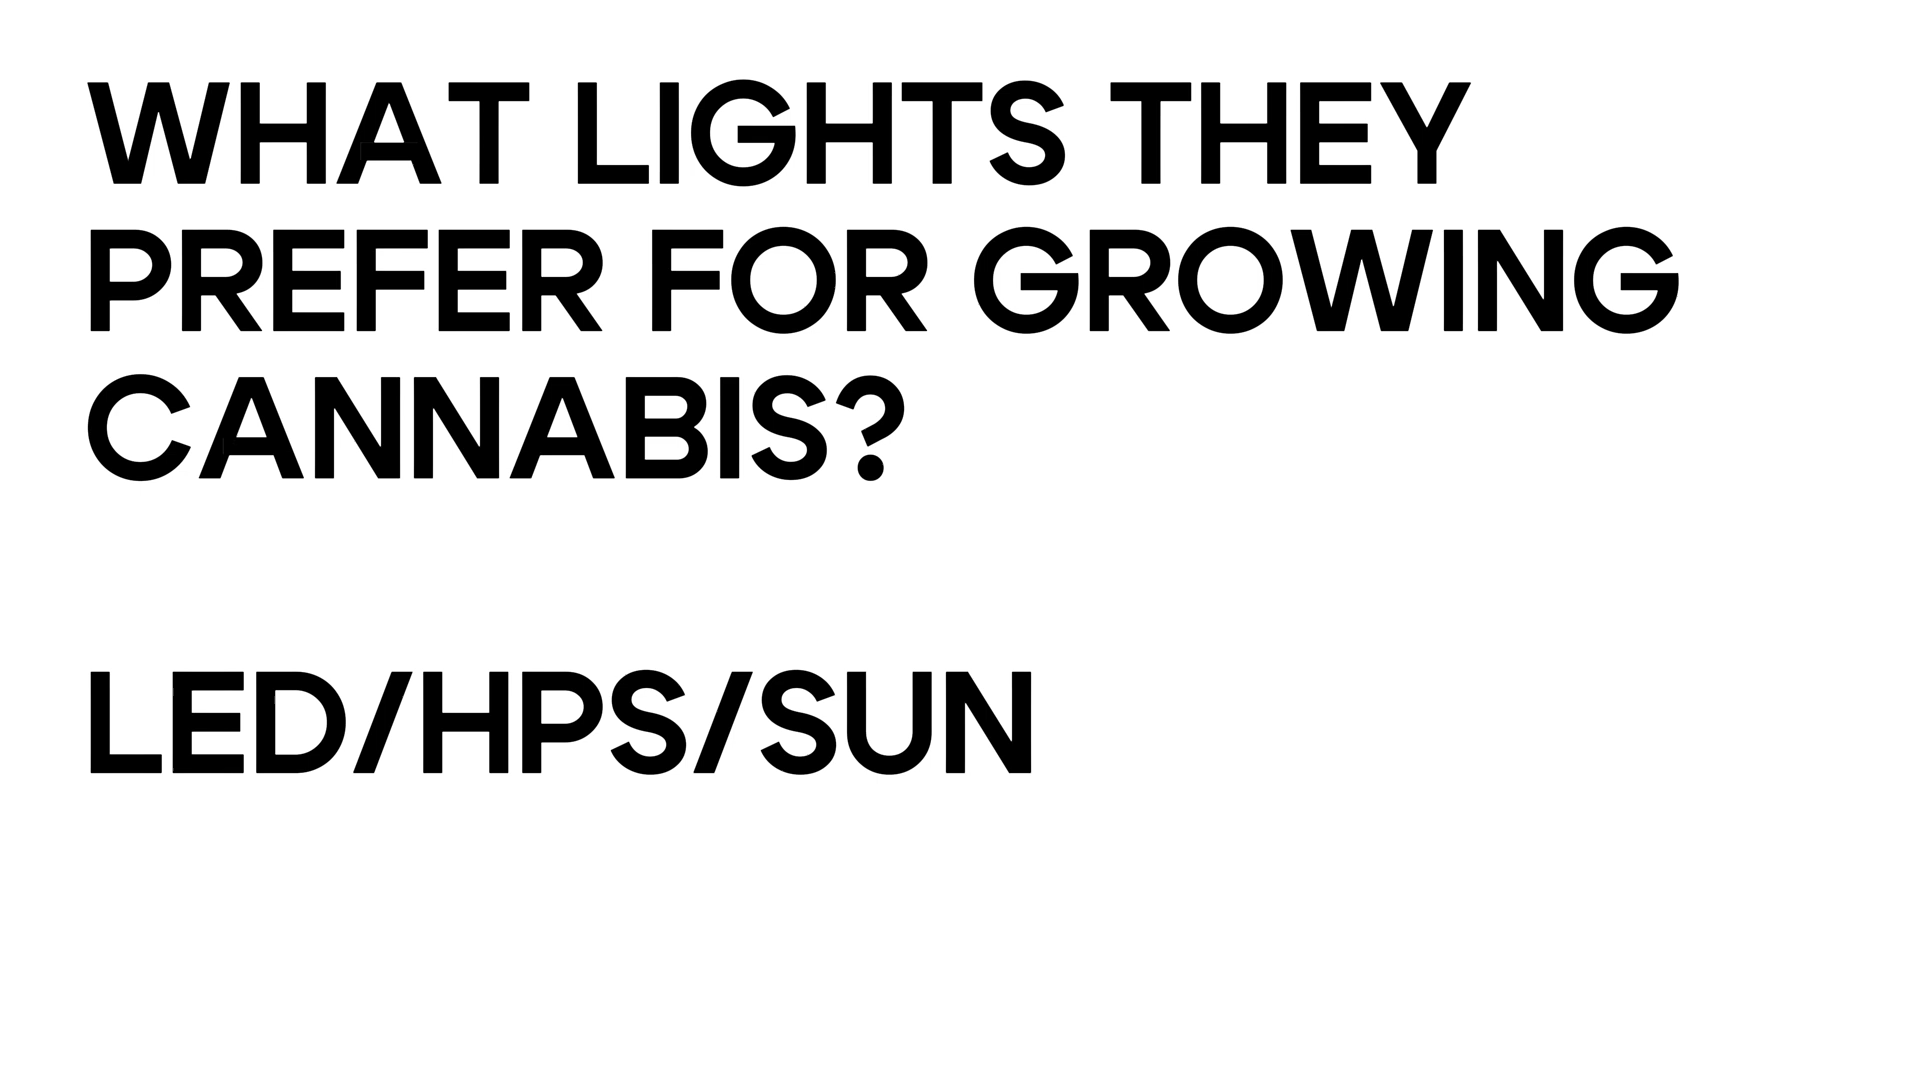 WHAT LIGHTS THEY
PREFER FOR GROWING
CANNABIS?
LED/HPS/SUN